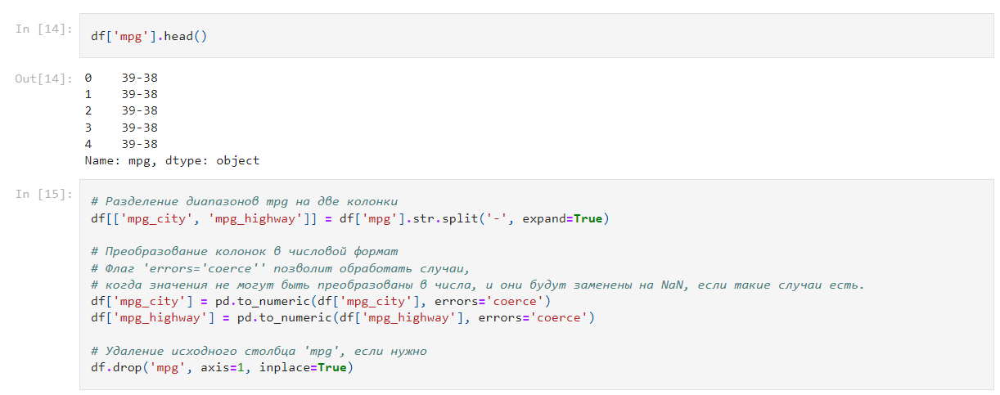 In [14]:
df['mpg'].head()
Out[14]:
0    39-38
1    39-38
2    39-38
3    39-38
4    39-38
Name: mpg, dtype: object
In [15]:
# Разделение диапазонов mpg на две колонки
df[['mpg_city', 'mpg_highway']] = df['mpg'].str.split('-', expand=True)
# Преобразование колонок в числовой формат
# Флаг 'errors='coerce'' позволит обработать случаи,
# когда значения не могут быть преобразованы в числа, и они будут заменены на NaN, если такие случаи есть.
df['mpg_city'] = pd.to_numeric(df['mpg_city'], errors='coerce')
df['mpg_highway'] = pd.to_numeric(df['mpg_highway'], errors='coerce')
# Удаление исходного столбца 'mpg', если нужно
df.drop('mpg', axis=1, inplace=True)